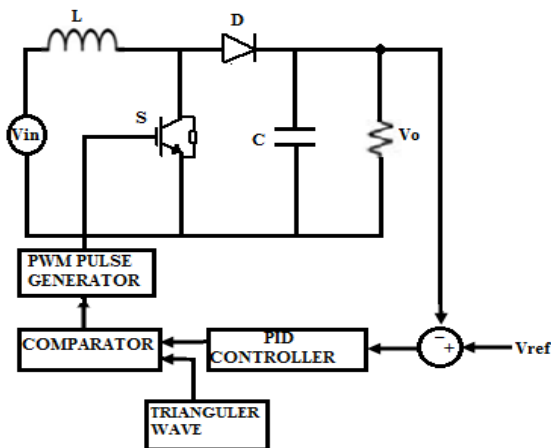 L
D
S
Vin
C
Vo
PWM PULSE
GENERATOR
COMPARATOR
PID
CONTROLLER
−
+
Vref
TRIANGULER
WAVE